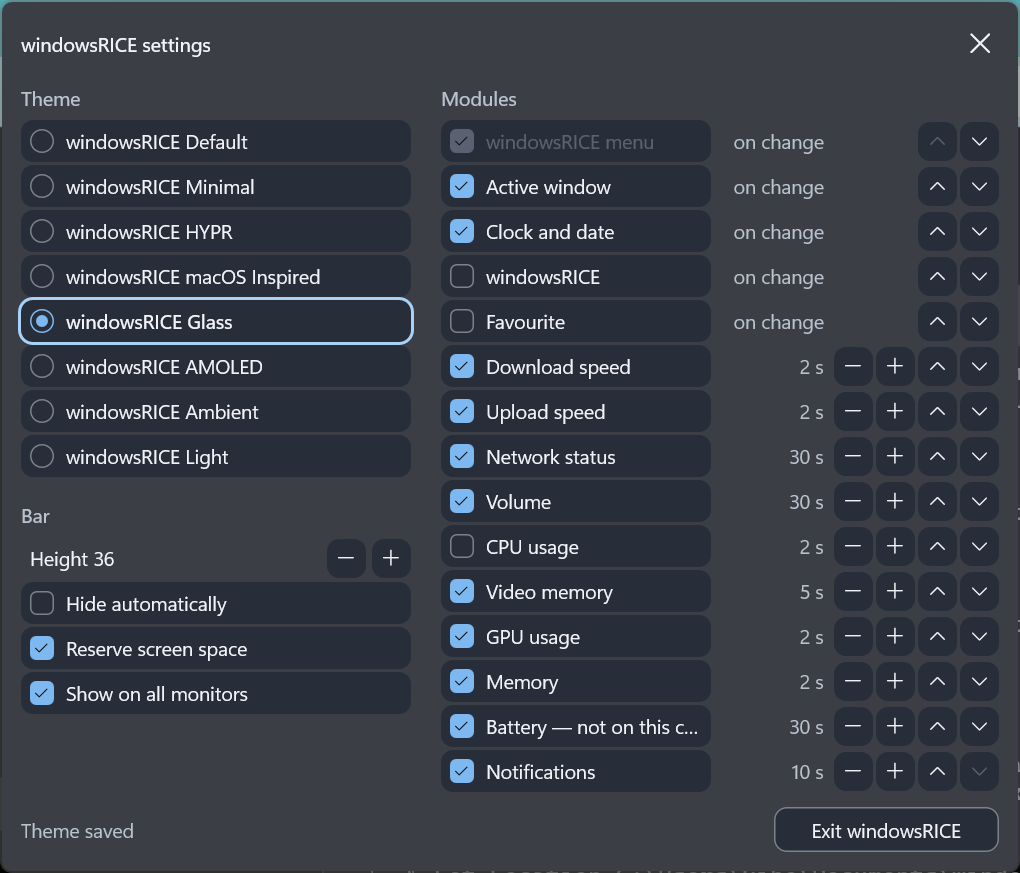 windowsRICE settings
Theme
windowsRICE Default
windowsRICE Minimal
windowsRICE HYPR
windowsRICE macOS Inspired
windowsRICE Glass
windowsRICE AMOLED
windowsRICE Ambient
windowsRICE Light
Bar
Height 36
Hide automatically
Reserve screen space
Show on all monitors
Theme saved
Modules
windowsRICE menu on change
Active window on change
Clock and date on change
windowsRICE on change
Favourite on change
Download speed 2 s
Upload speed 2 s
Network status 30 s
Volume 30 s
CPU usage 2 s
Video memory 5 s
GPU usage 2 s
Memory 2 s
Battery — not on this c... 30 s
Notifications 10 s
Exit windowsRICE